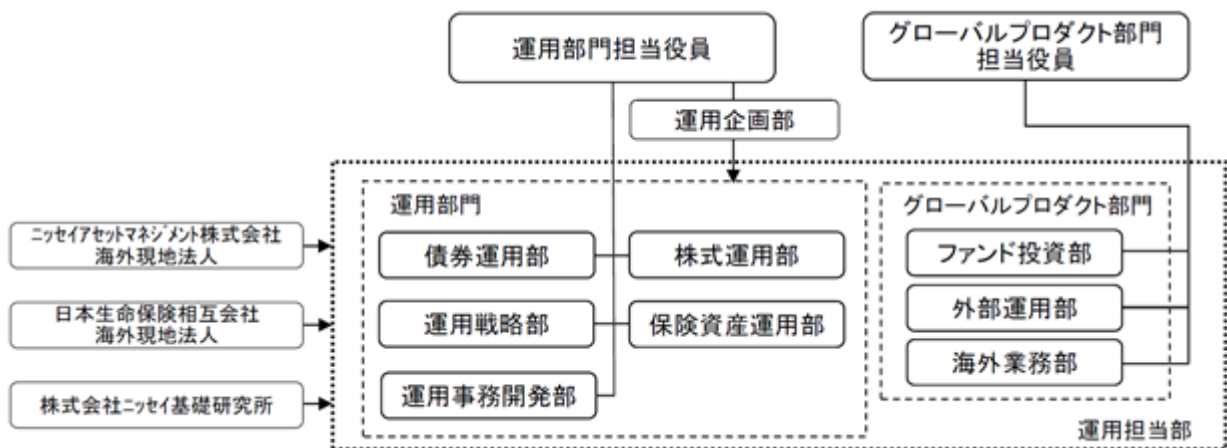 運用部門担当役員
グローバルプロダクト部門
担当役員
運用企画部
運用部門
グローバルプロダクト部門
ニッセイアセットマネジメント株式会社
海外現地法人
債券運用部
株式運用部
ファンド投資部
日本生命保険相互会社
海外現地法人
運用戦略部
保険資産運用部
外部運用部
海外業務部
株式会社ニッセイ基礎研究所
運用事務開発部
運用担当部